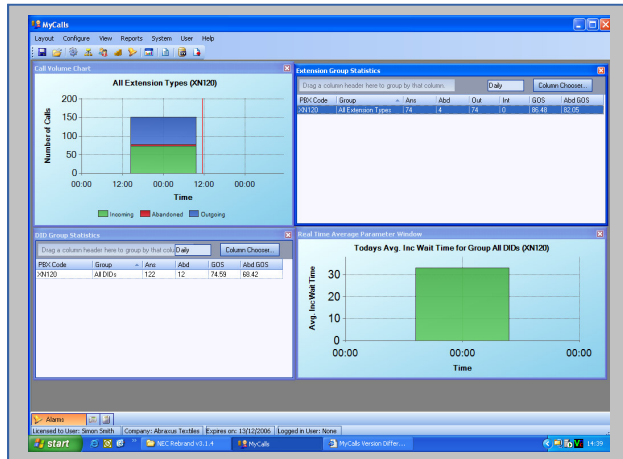 MyCalls
Layout Configure View Reports System User Help
Call Volume Chart
All Extension Types (XN120)
Number of Calls
200
150
100
50
0
00:00 12:00 00:00 12:00 00:00
Time
Incoming Abandoned Outgoing
Extension Group Statistics
Drag a column header here to group by that column. Daily Column Chooser...
PBX Code Group Ans Abd Out Int GOS Abd GOS
XN120 All Extension Types 74 4 74 0 86.48 82.05
DID Group Statistics
Drag a column header here to group by that colu Daily Column Chooser...
PBX Code Group Ans Abd GOS Abd GOS
XN120 All DIDs 122 12 74.59 68.42
Real Time Average Parameter Window
Todays Avg. Inc Wait Time for Group All DIDs (XN120)
Avg. Inc Wait Time
30
20
10
0
00:00 00:00 00:00
Time
Alarms
Licensed to User: Simon Smith Company: Abraxus Textiles Expires on: 13/12/2006 Logged in User: None
start NEC Rebrand v3.1.4 MyCalls MyCalls Version Differ... 14:39